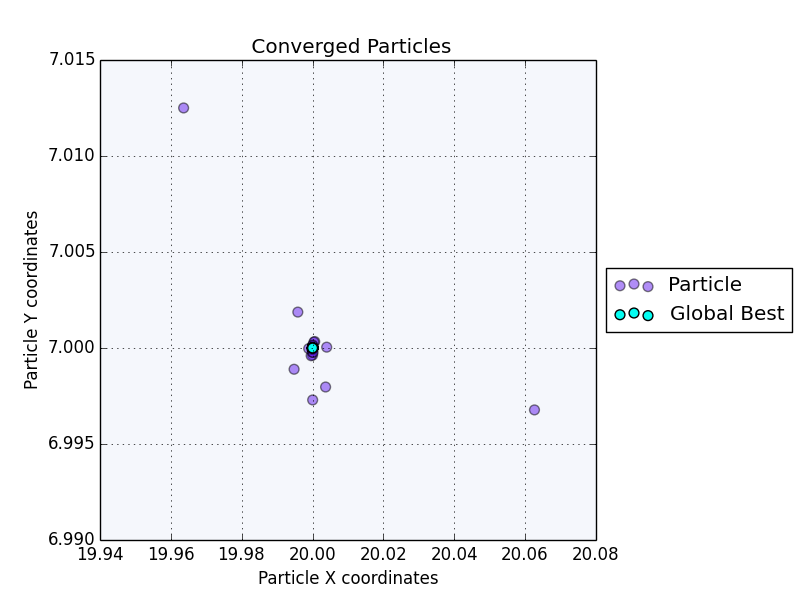 Converged Particles
7.015
7.010
7.005
7.000
6.995
6.990
Particle Y coordinates
19.94 19.96 19.98 20.00 20.02 20.04 20.06 20.08
Particle X coordinates
Particle
Global Best